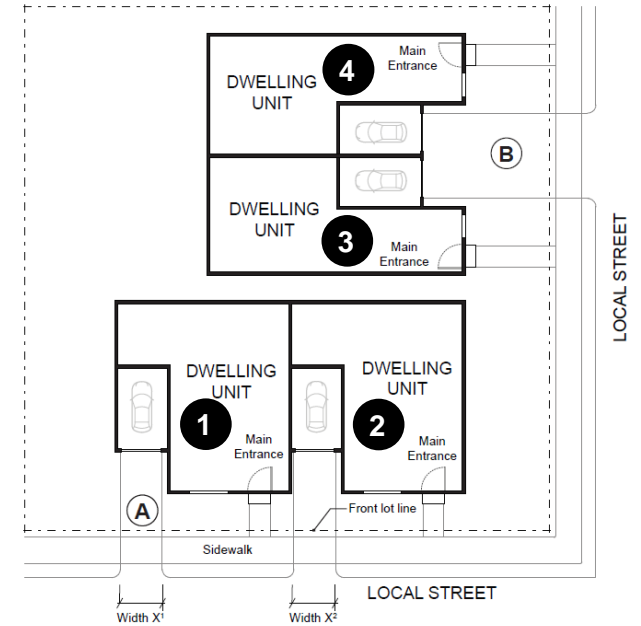 Main
Entrance
4
DWELLING
UNIT
B
DWELLING
UNIT
3
Main
Entrance
LOCAL STREET
DWELLING
UNIT
1
Main
Entrance
DWELLING
UNIT
2
Main
Entrance
A
Front lot line
Sidewalk
LOCAL STREET
Width X¹
Width X²